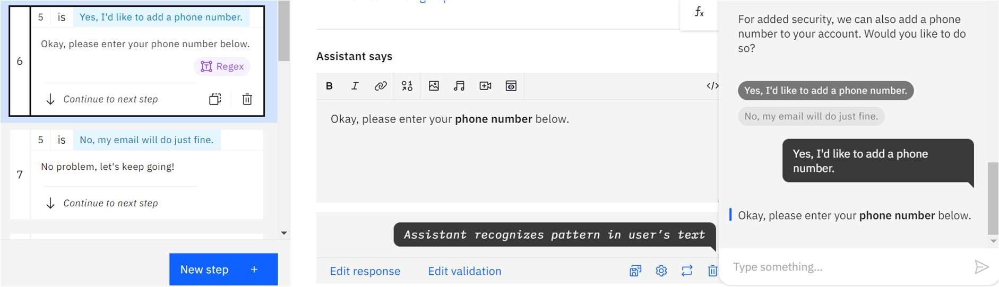 5 is Yes, I'd like to add a phone number.
6
Okay, please enter your phone number below.
Regex
Continue to next step
5 is No, my email will do just fine.
7
No problem, let's keep going!
Continue to next step
New step +
fx
Assistant says
B I </>
Okay, please enter your phone number below.
Assistant recognizes pattern in user’s text
Edit response Edit validation
For added security, we can also add a phone
number to your account. Would you like to do
so?
Yes, I'd like to add a phone number.
No, my email will do just fine.
Yes, I'd like to add a phone
number.
Okay, please enter your phone number below.
Type something...